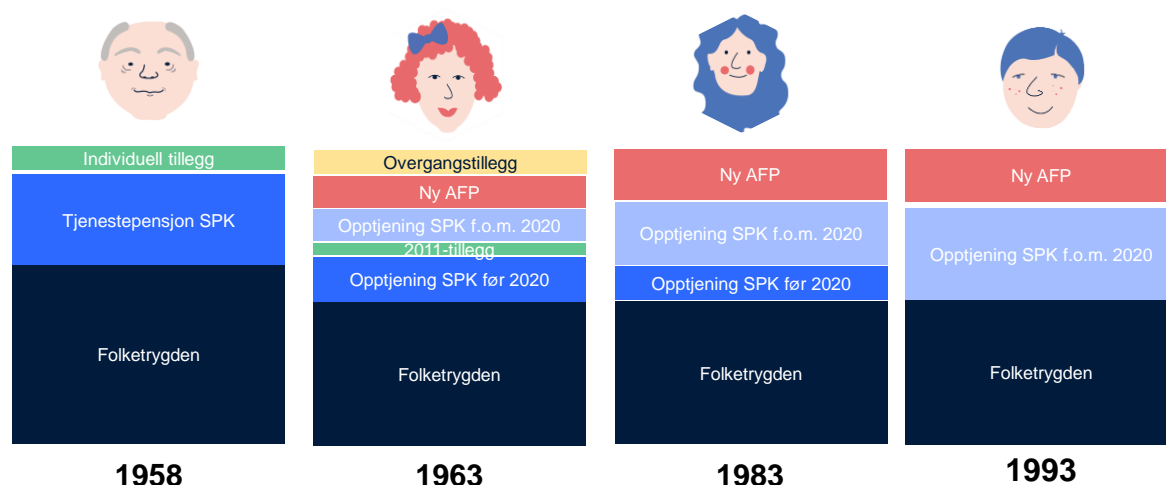 Individuell tillegg
Tjenestepensjon SPK
Folketrygden
1958
Overgangstillegg
Ny AFP
Opptjening SPK f.o.m. 2020
2011-tillegg
Opptjening SPK før 2020
Folketrygden
1963
Ny AFP
Opptjening SPK f.o.m. 2020
Opptjening SPK før 2020
Folketrygden
1983
Ny AFP
Opptjening SPK f.o.m. 2020
Folketrygden
1993